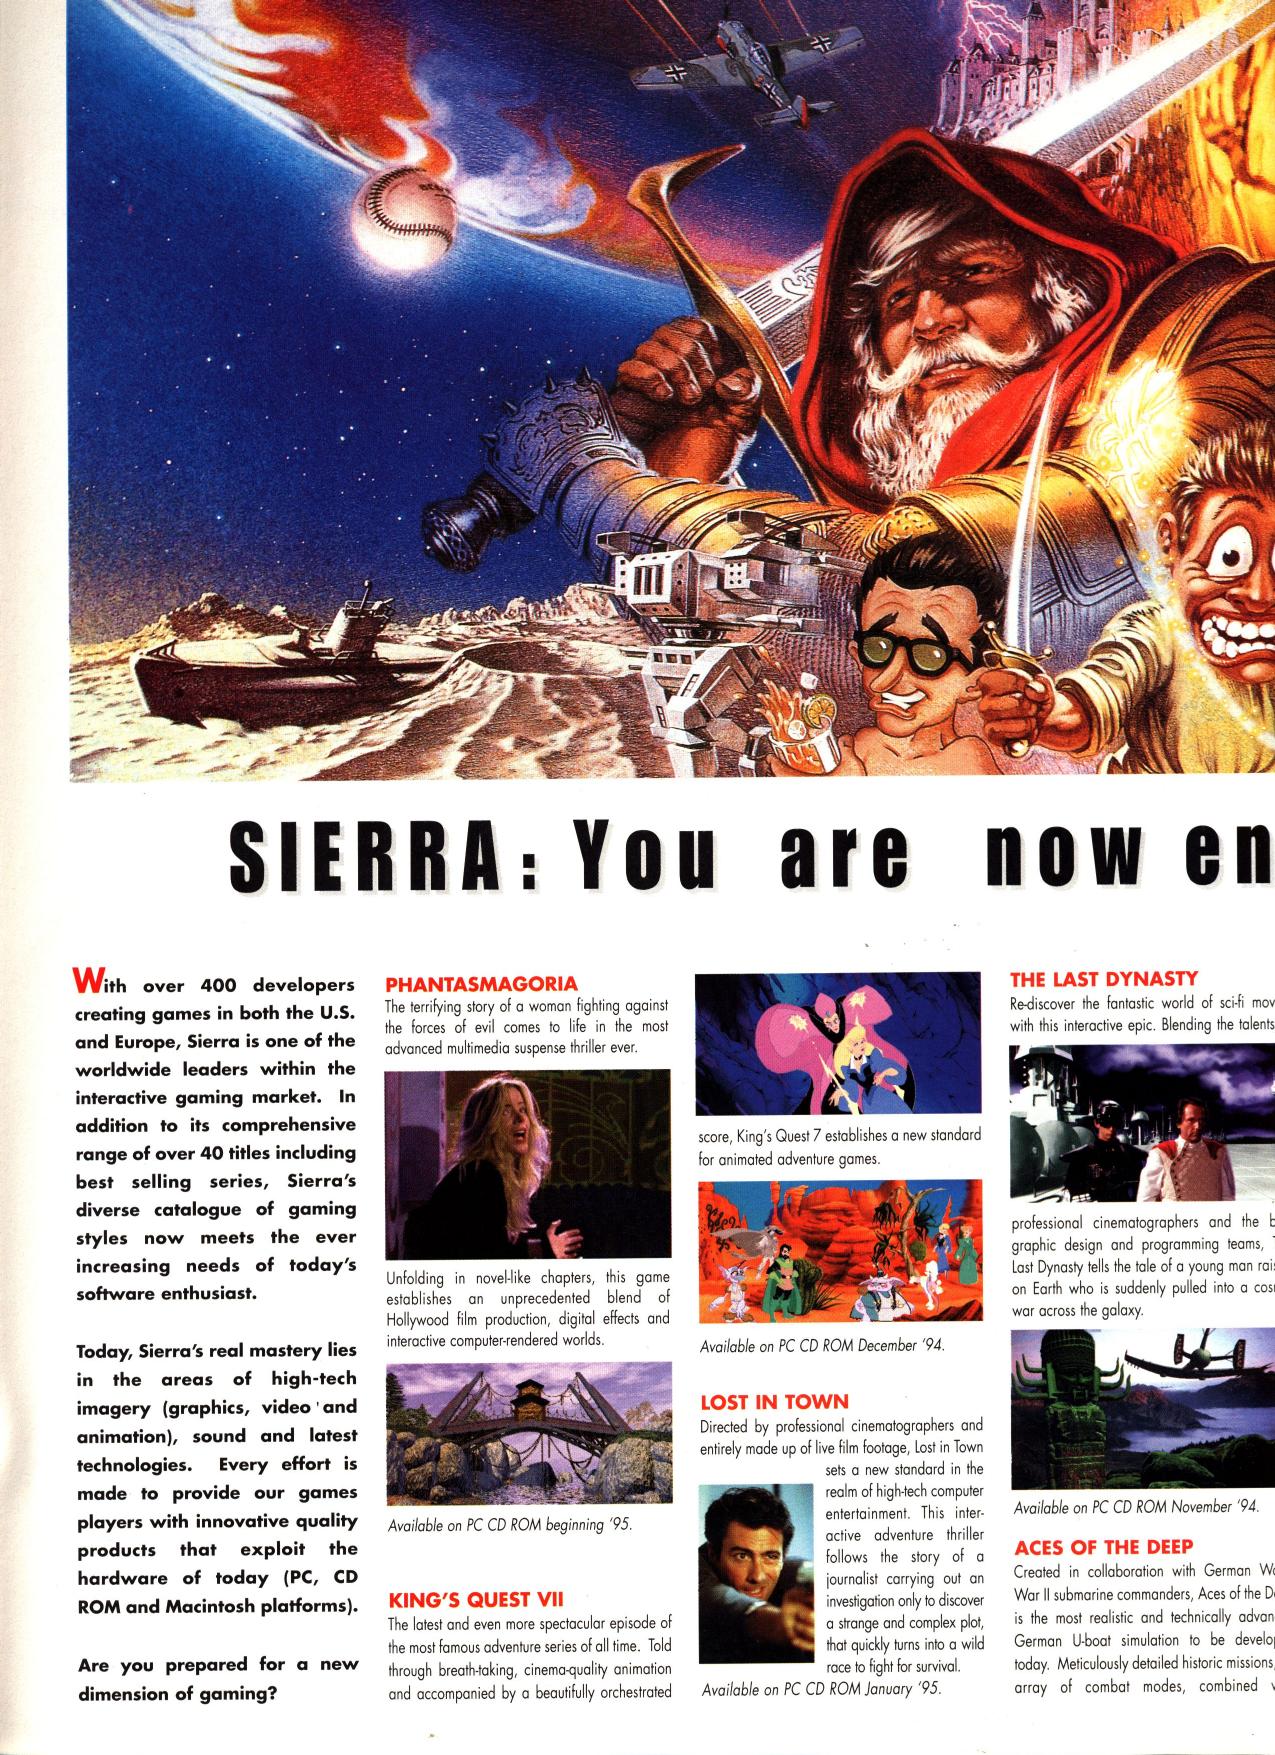 SIERRA: You are now en
With over 400 developers
creating games in both the U.S.
and Europe, Sierra is one of the
worldwide leaders within the
interactive gaming market. In
addition to its comprehensive
range of over 40 titles including
best selling series, Sierra's
diverse catalogue of gaming
styles now meets the ever
increasing needs of today's
software enthusiast.
Today, Sierra's real mastery lies
in the areas of high-tech
imagery (graphics, video and
animation), sound and latest
technologies. Every effort is
made to provide our games
players with innovative quality
products that exploit the
hardware of today (PC, CD
ROM and Macintosh platforms).
Are you prepared for a new
dimension of gaming?
PHANTASMAGORIA
The terrifying story of a woman fighting against
the forces of evil comes to life in the most
advanced multimedia suspense thriller ever.
Unfolding in novel-like chapters, this game
establishes an unprecedented blend of
Hollywood film production, digital effects and
interactive computer-rendered worlds.
Available on PC CD ROM beginning '95.
KING'S QUEST VII
The latest and even more spectacular episode of
the most famous adventure series of all time. Told
through breath-taking, cinema-quality animation
and accompanied by a beautifully orchestrated
score, King's Quest 7 establishes a new standard
for animated adventure games.
Available on PC CD ROM December '94.
LOST IN TOWN
Directed by professional cinematographers and
entirely made up of live film footage, Lost in Town
sets a new standard in the
realm of high-tech computer
entertainment. This inter-
active adventure thriller
follows the story of a
journalist carrying out an
investigation only to discover
a strange and complex plot,
that quickly turns into a wild
race to fight for survival.
Available on PC CD ROM January '95.
THE LAST DYNASTY
Re-discover the fantastic world of sci-fi mov
with this interactive epic. Blending the talents
professional cinematographers and the b
graphic design and programming teams, T
Last Dynasty tells the tale of a young man rais
on Earth who is suddenly pulled into a cos
war across the galaxy.
Available on PC CD ROM November '94.
ACES OF THE DEEP
Created in collaboration with German Wo
War II submarine commanders, Aces of the De
is the most realistic and technically advan
German U-boat simulation to be develop
today. Meticulously detailed historic missions,
array of combat modes, combined w